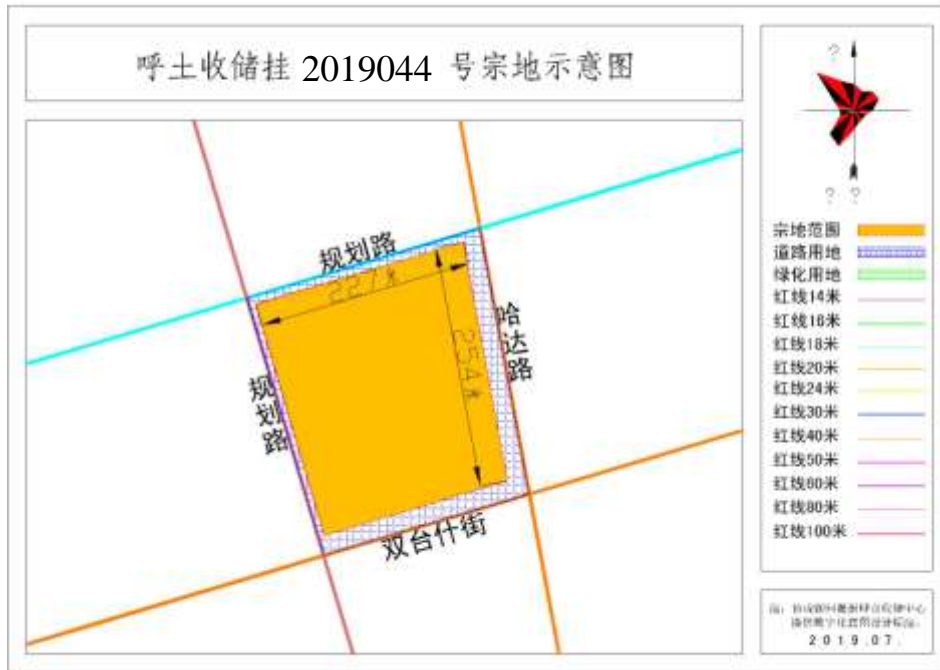 呼土收储挂 2019044 号宗地示意图
?
? ?
规划路
227米
哈达路
254米
规划路
双台什街
宗地范围
道路用地
绿化用地
红线14米
红线16米
红线18米
红线20米
红线24米
红线30米
红线40米
红线50米
红线60米
红线80米
红线100米
2019.07.